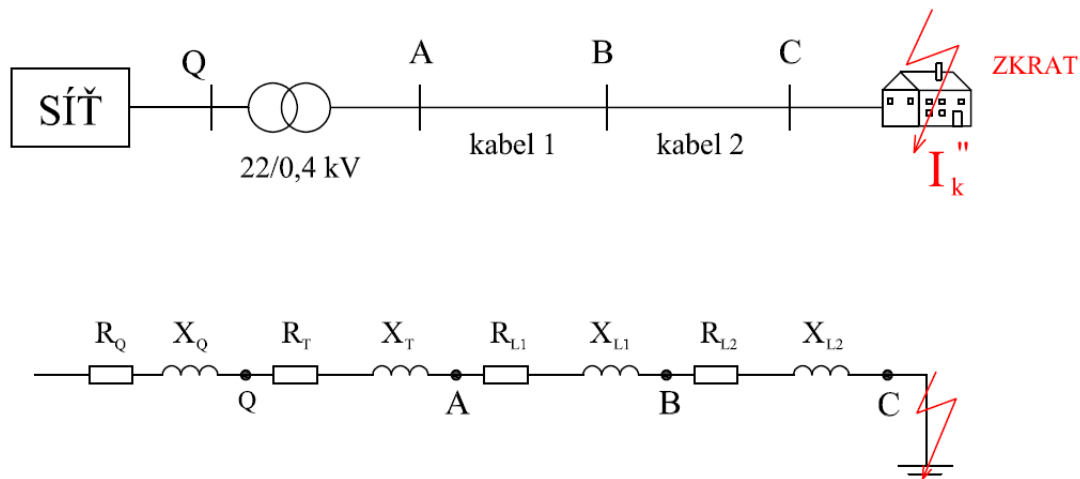 SÍŤ
Q
22/0,4 kV
A
kabel 1
B
kabel 2
C
ZKRAT
I"k
RQ
XQ
Q
RT
XT
A
RL1
XL1
B
RL2
XL2
C